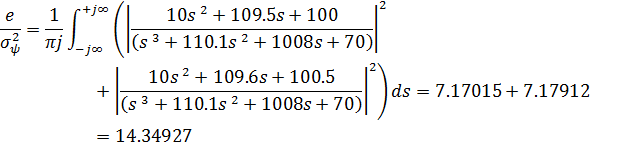 e/σ_ψ^2 = 1/πj ∫_{-j∞}^{+j∞} ( | 10s^2 + 109.5s + 100 / (s^3 + 110.1s^2 + 1008s + 70) |^2
+ | 10s^2 + 109.6s + 100.5 / (s^3 + 110.1s^2 + 1008s + 70) |^2 ) ds = 7.17015 + 7.17912
= 14.34927